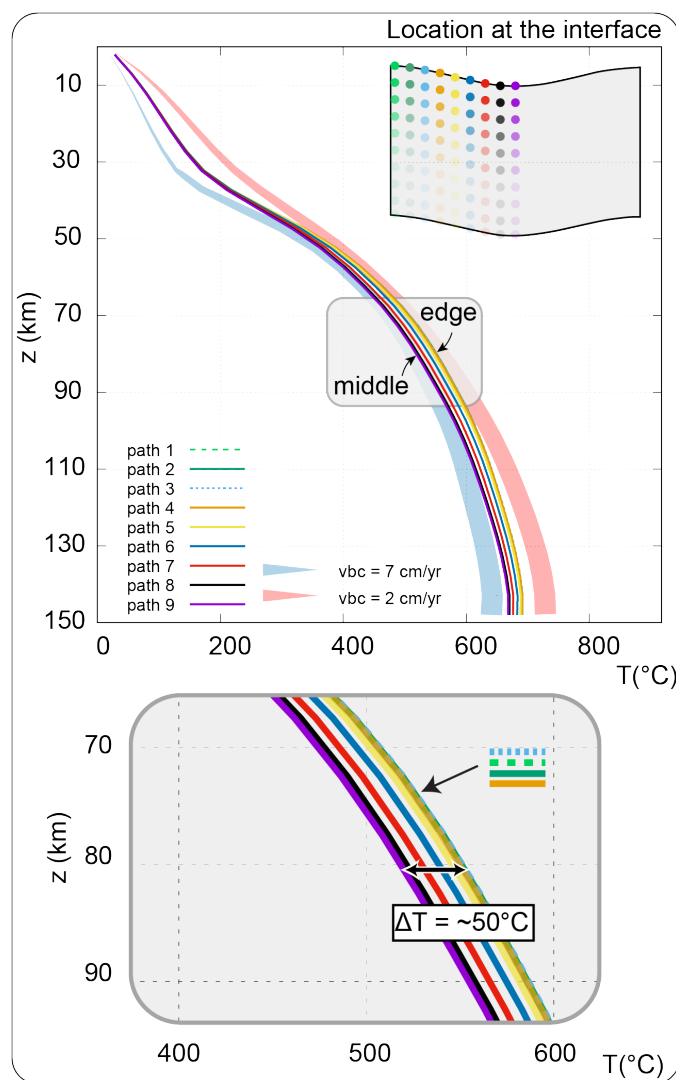 Location at the interface
10
30
50
70
90
110
130
150
z (km)
edge
middle
path 1
path 2
path 3
path 4
path 5
path 6
path 7
path 8
path 9
vbc = 7 cm/yr
vbc = 2 cm/yr
0 200 400 600 800
T(°C)
70
80
90
z (km)
ΔT = ~50°C
400 500 600
T(°C)